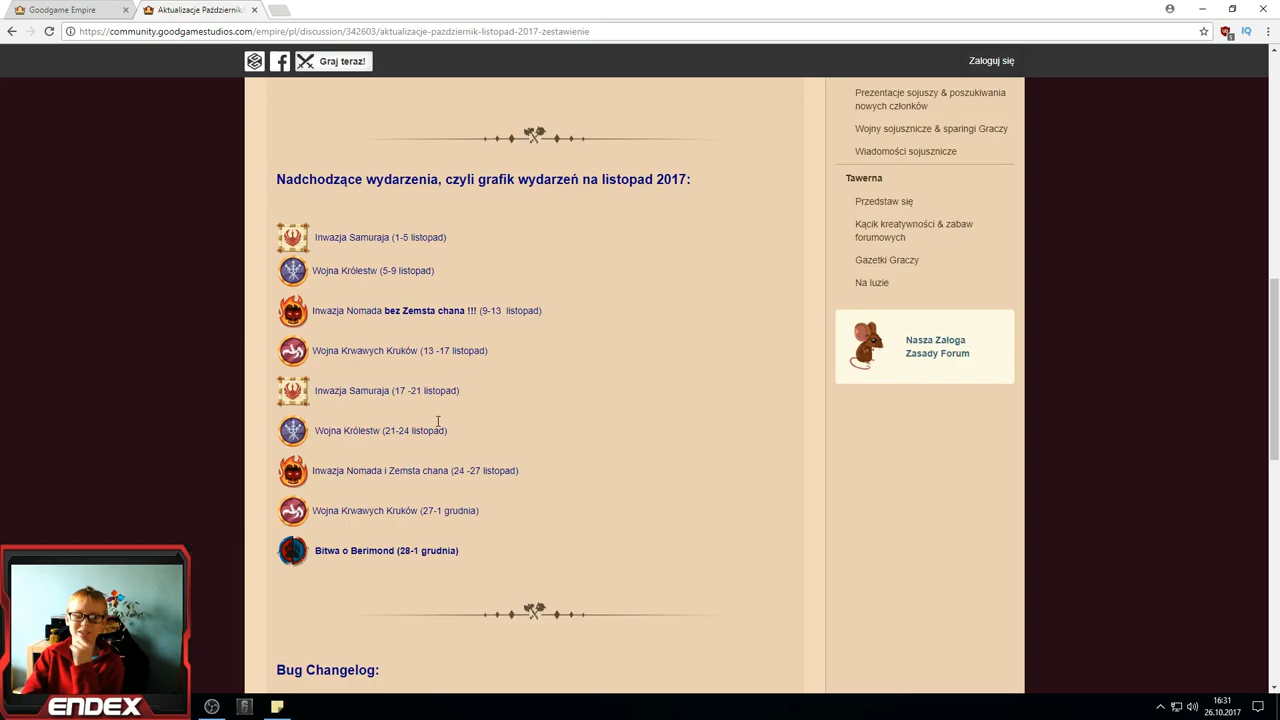 Goodgame Empire
Aktualizacje Październik
https://community.goodgamestudios.com/empire/pl/discussion/342603/aktualizacje-pazdziernik-listopad-2017-zestawienie
Graj teraz!
Zaloguj się
Prezentacje sojuszy & poszukiwania
nowych członków
Wojny sojusznicze & sparingi Graczy
Wiadomości sojusznicze
Tawerna
Przedstaw się
Kącik kreatywności & zabaw
forumowych
Gazetki Graczy
Na luzie
Nasza Załoga
Zasady Forum
Nadchodzące wydarzenia, czyli grafik wydarzeń na listopad 2017:
Inwazja Samuraja (1-5 listopad)
Wojna Królestw (5-9 listopad)
Inwazja Nomada bez Zemsta chana !!! (9-13 listopad)
Wojna Krwawych Kruków (13 -17 listopad)
Inwazja Samuraja (17 -21 listopad)
Wojna Królestw (21-24 listopad)
Inwazja Nomada i Zemsta chana (24 -27 listopad)
Wojna Krwawych Kruków (27-1 grudnia)
Bitwa o Berimond (28-1 grudnia)
Bug Changelog:
ENDEX
16:31
26.10.2017